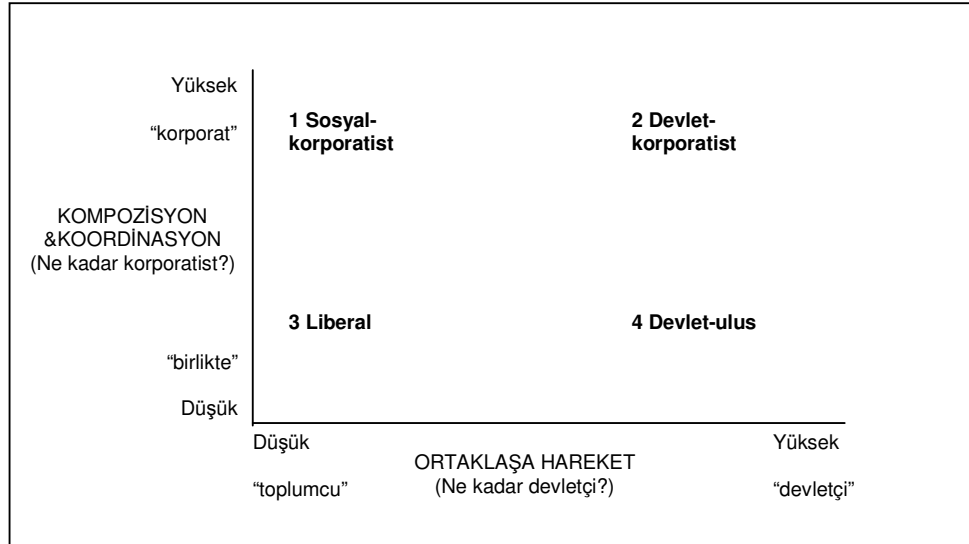 Yüksek
“korporat”
1 Sosyal-
korporatist
2 Devlet-
korporatist
KOMPOZİSYON
&KOORDİNASYON
(Ne kadar korporatist?)
3 Liberal
4 Devlet-ulus
“birlikte”
Düşük
Düşük
Yüksek
ORTAKLAŞA HAREKET
(Ne kadar devletçi?)
“toplumcu”
“devletçi”